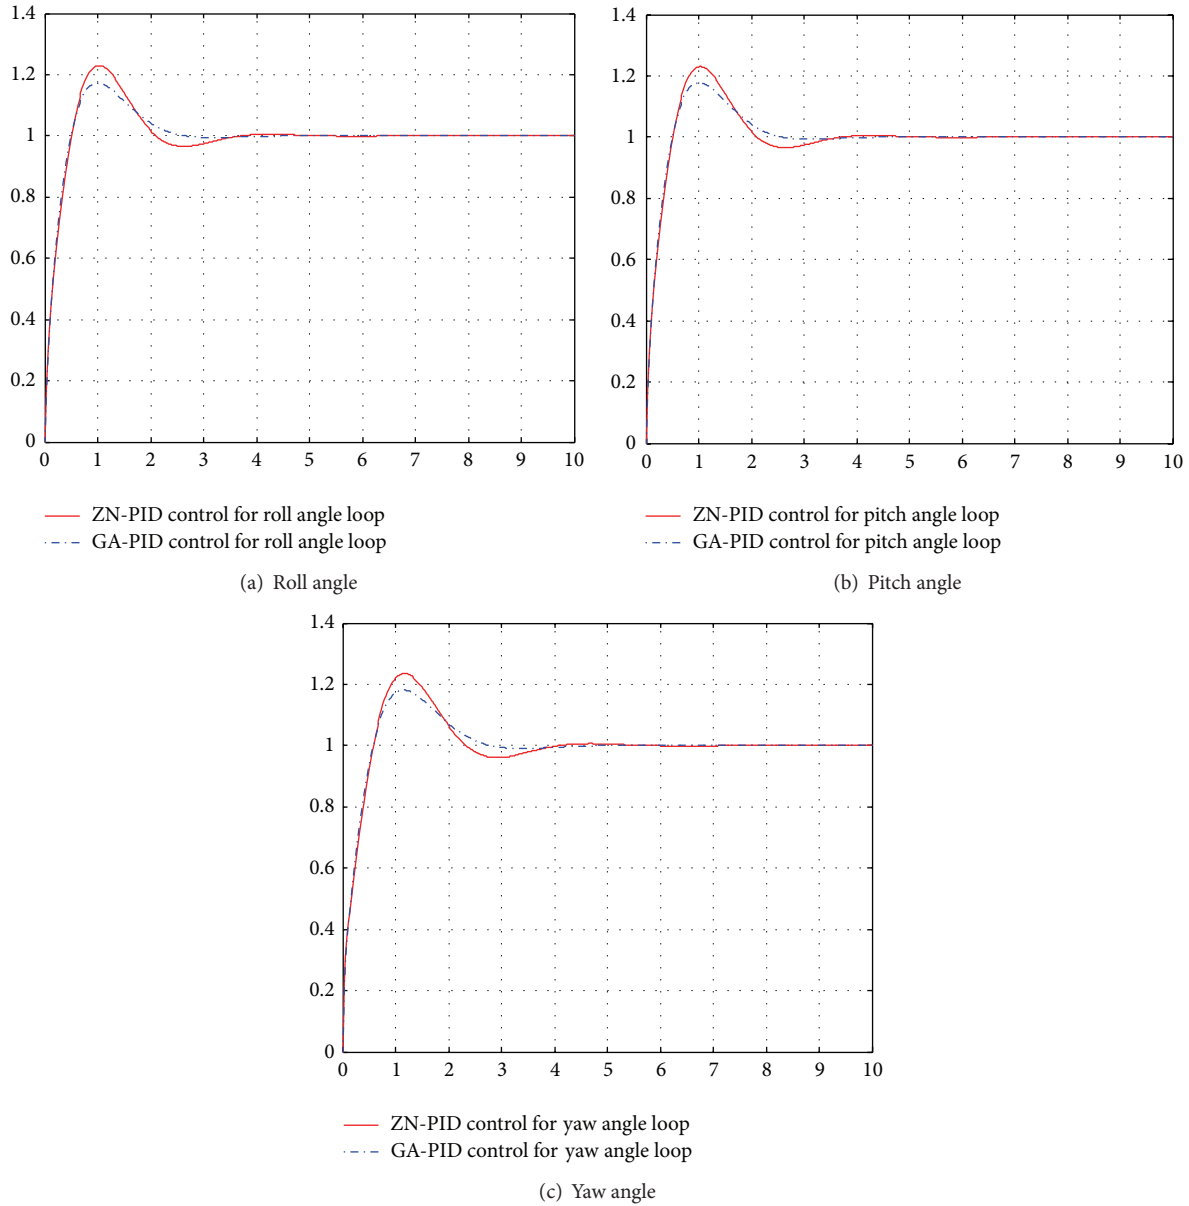 1.4
1.2
1
0.8
0.6
0.4
0.2
0
0 1 2 3 4 5 6 7 8 9 10
ZN-PID control for roll angle loop
GA-PID control for roll angle loop
(a) Roll angle
1.4
1.2
1
0.8
0.6
0.4
0.2
0
0 1 2 3 4 5 6 7 8 9 10
ZN-PID control for pitch angle loop
GA-PID control for pitch angle loop
(b) Pitch angle
1.4
1.2
1
0.8
0.6
0.4
0.2
0
0 1 2 3 4 5 6 7 8 9 10
ZN-PID control for yaw angle loop
GA-PID control for yaw angle loop
(c) Yaw angle